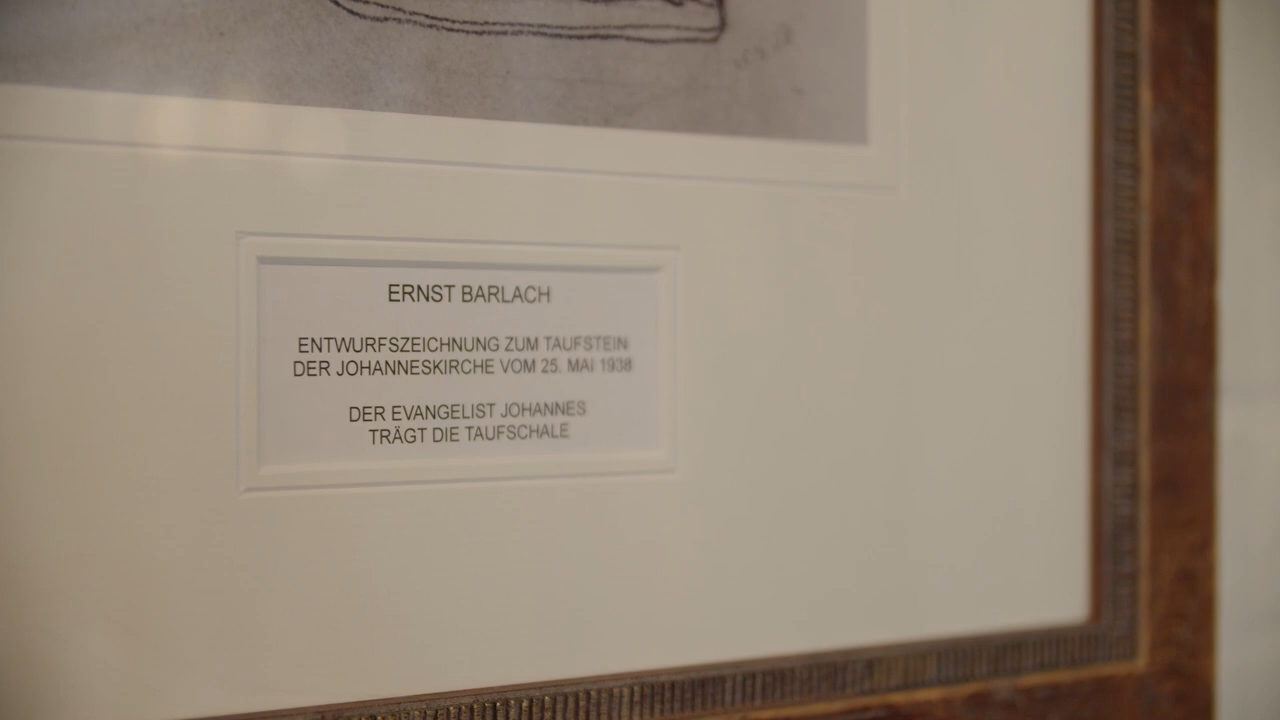 ERNST BARLACH
ENTWURFSZEICHNUNG ZUM TAUFSTEIN
DER JOHANNESKIRCHE VOM 25. MAI 1938
DER EVANGELIST JOHANNES
TRÄGT DIE TAUFSCHALE